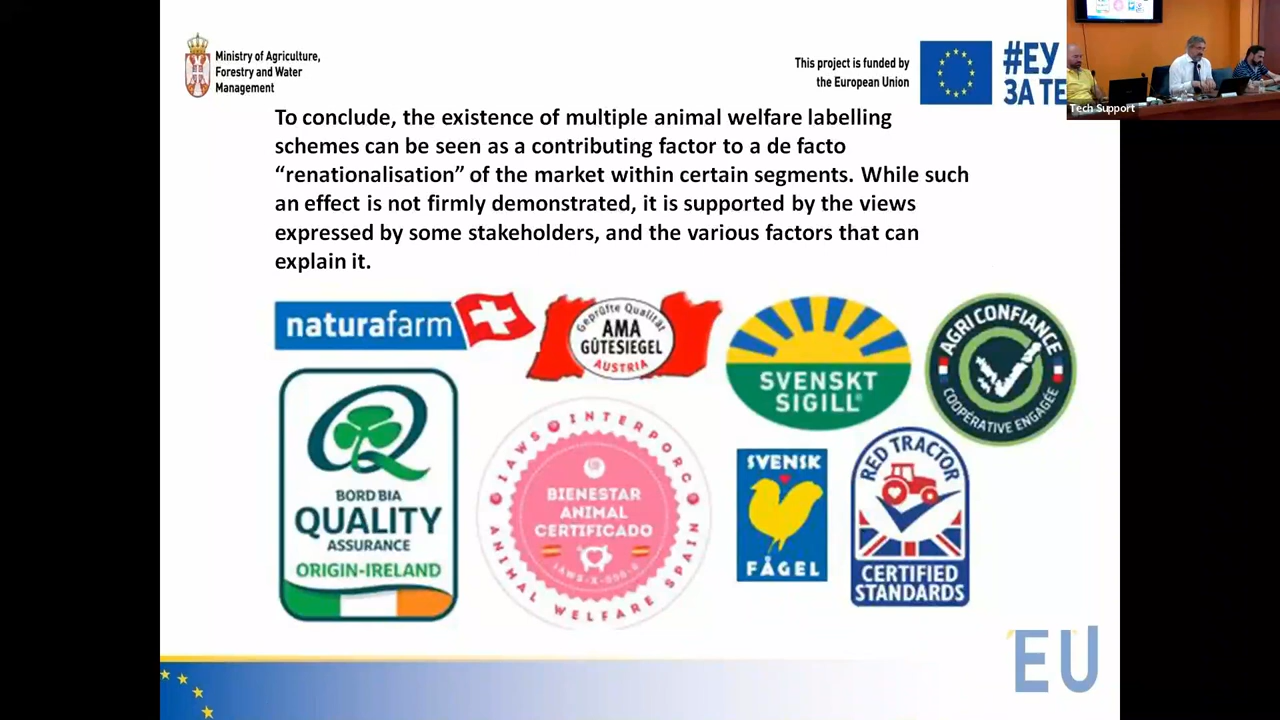 Ministry of Agriculture,
Forestry and Water
Management
This project is funded by
the European Union
#ЕУ
ЗА ТЕ
Tech Support
To conclude, the existence of multiple animal welfare labelling
schemes can be seen as a contributing factor to a de facto
“renationalisation” of the market within certain segments. While such
an effect is not firmly demonstrated, it is supported by the views
expressed by some stakeholders, and the various factors that can
explain it.
naturafarm
Geprüfte Qualität
AMA
GÜTESIEGEL
AUSTRIA
SVENSKT
SIGILL®
AGRI CONFIANCE
COOPÉRATIVE ENGAGÉE
BORD BIA
QUALITY
ASSURANCE
ORIGIN-IRELAND
IAWS INTERPORC
BIENESTAR
ANIMAL
CERTIFICADO
ANIMAL WELFARE SPAIN
SVENSK
FÅGEL
RED TRACTOR
CERTIFIED
STANDARDS
EU